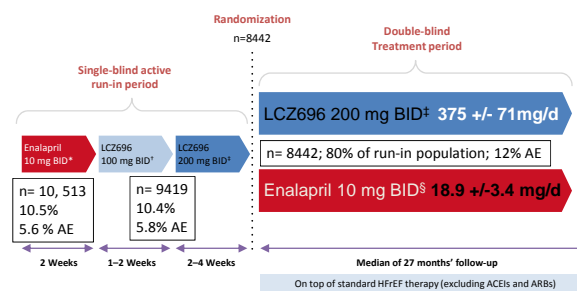 Randomization
n=8442
Double-blind
Treatment period
Single-blind active
run-in period
Enalapril
10 mg BID*
LCZ696
100 mg BID†
LCZ696
200 mg BID‡
LCZ696 200 mg BID‡ 375 +/- 71mg/d
n= 8442; 80% of run-in population; 12% AE
Enalapril 10 mg BID§ 18.9 +/-3.4 mg/d
n= 10, 513
10.5%
5.6 % AE
n= 9419
10.4%
5.8% AE
2 Weeks
1–2 Weeks
2–4 Weeks
Median of 27 months' follow-up
On top of standard HFrEF therapy (excluding ACEIs and ARBs)